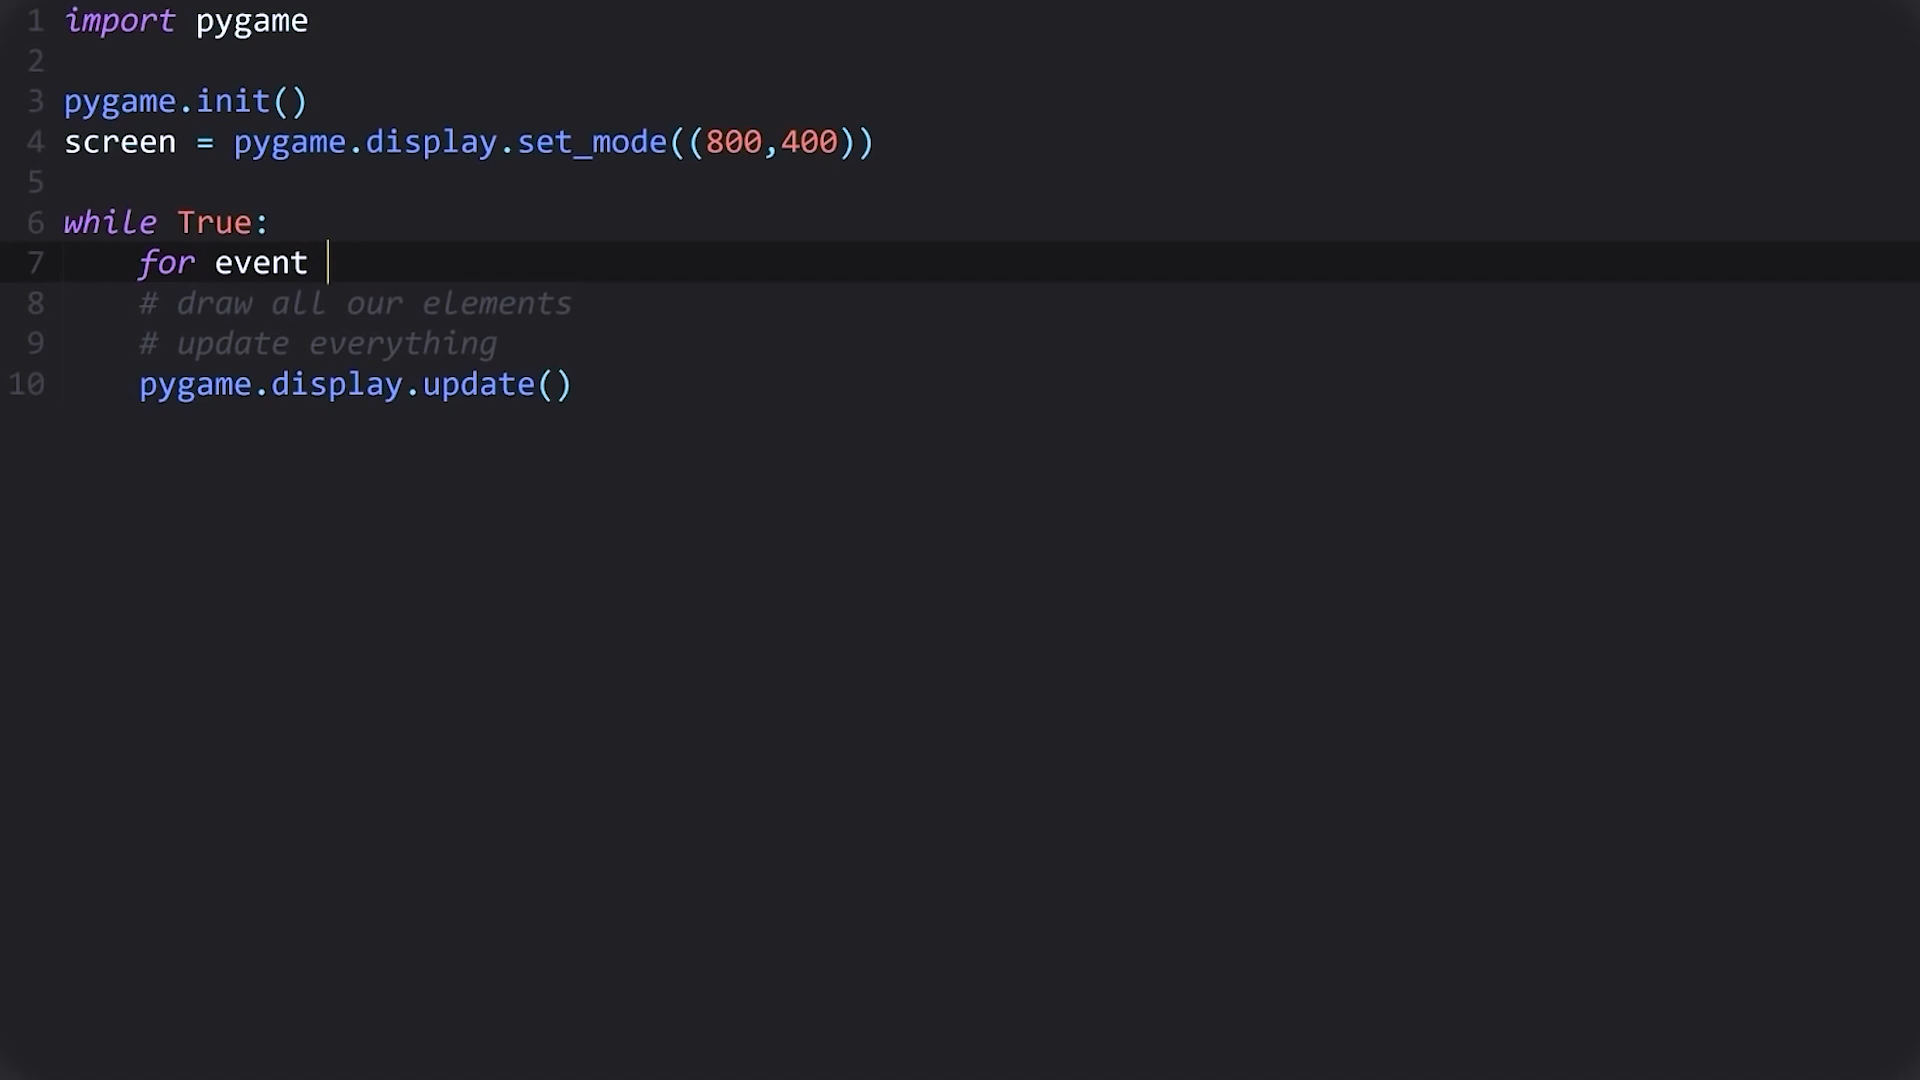 1 import pygame
2
3 pygame.init()
4 screen = pygame.display.set_mode((800,400))
5
6 while True:
7     for event
8     # draw all our elements
9     # update everything
10     pygame.display.update()